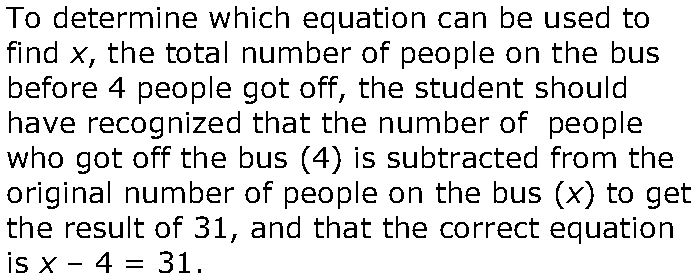 To determine which equation can be used to
find x, the total number of people on the bus
before 4 people got off, the student should
have recognized that the number of  people
who got off the bus (4) is subtracted from the
original number of people on the bus (x) to get
the result of 31, and that the correct equation
is x – 4 = 31.